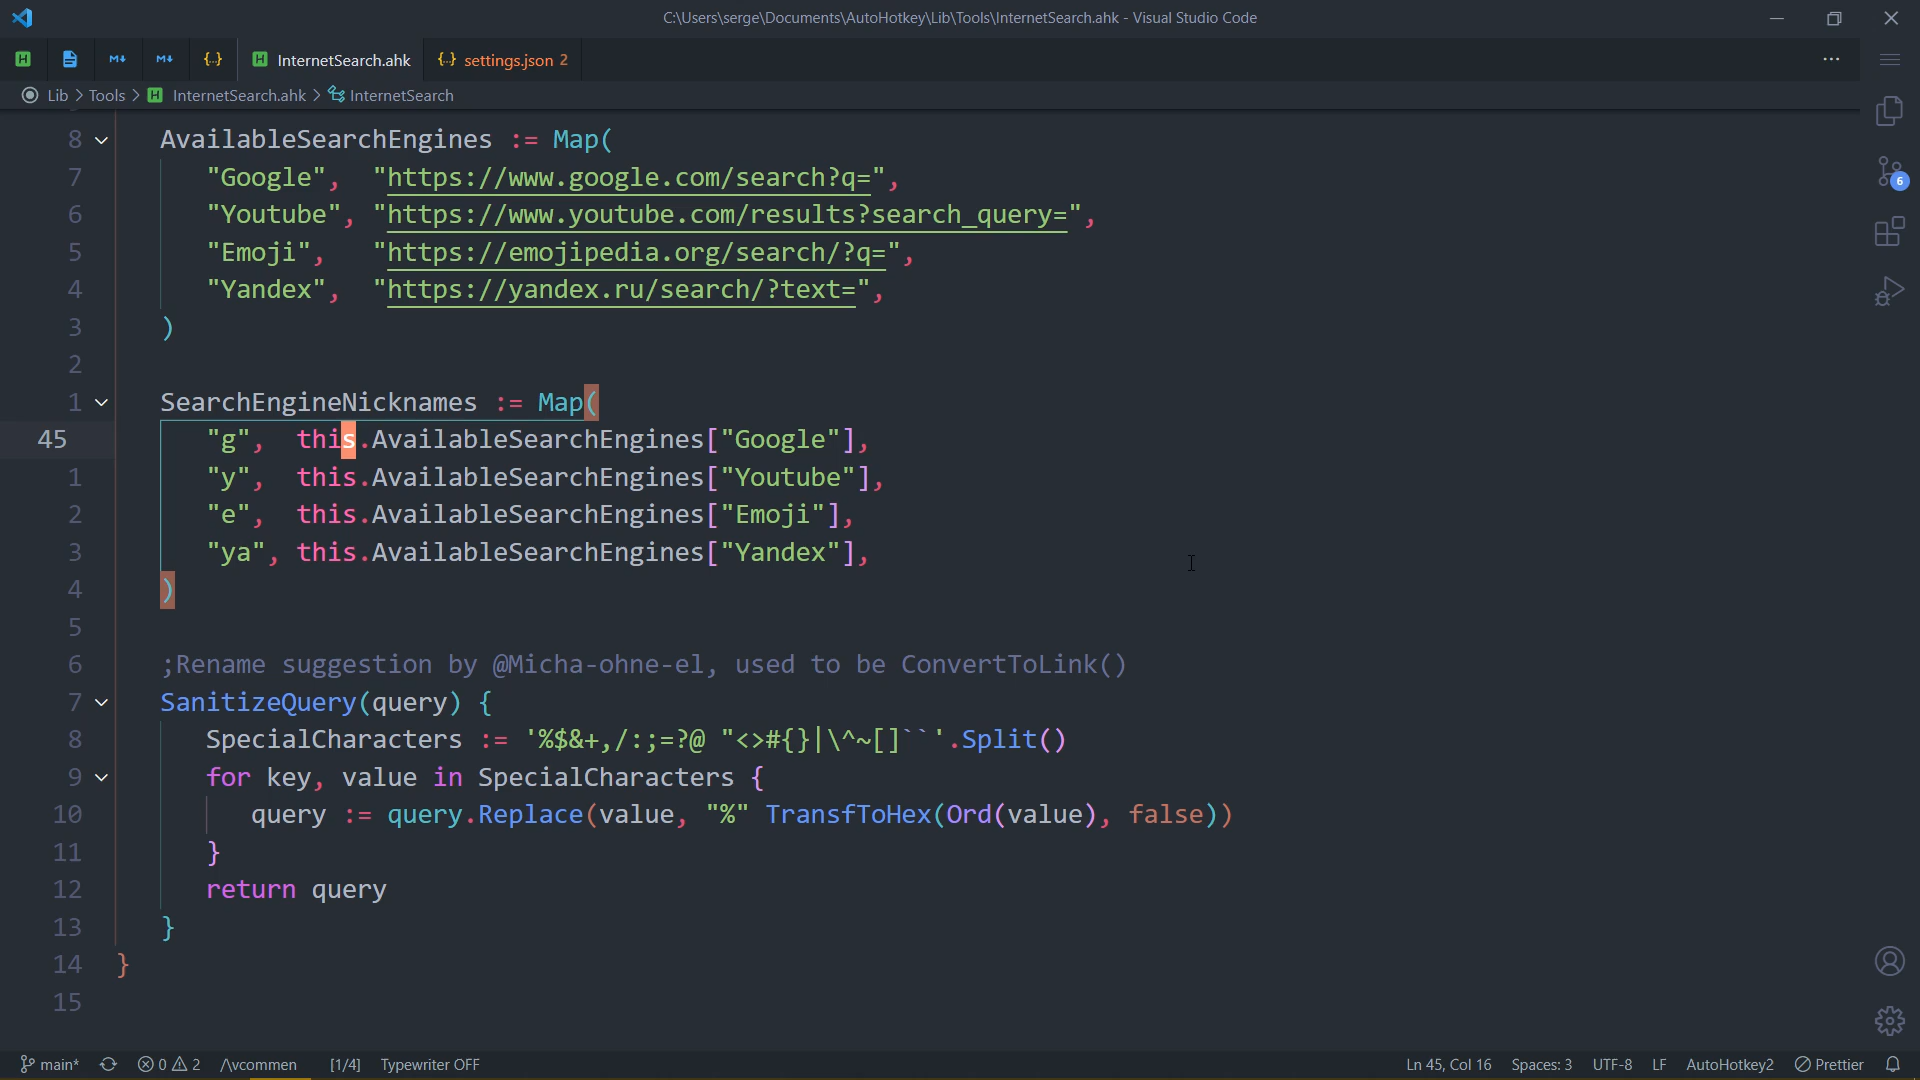 C:\Users\serge\Documents\AutoHotkey\Lib\Tools\InternetSearch.ahk - Visual Studio Code
InternetSearch.ahk
{··} settings.json 2
Lib > Tools > InternetSearch.ahk > InternetSearch
8 AvailableSearchEngines := Map(
7 "Google", "https://www.google.com/search?q=",
6 "Youtube", "https://www.youtube.com/results?search_query=",
5 "Emoji", "https://emojipedia.org/search/?q=",
4 "Yandex", "https://yandex.ru/search/?text=",
3 )
2
1 SearchEngineNicknames := Map(
45 "g", this.AvailableSearchEngines["Google"],
1 "y", this.AvailableSearchEngines["Youtube"],
2 "e", this.AvailableSearchEngines["Emoji"],
3 "ya", this.AvailableSearchEngines["Yandex"],
4 )
5
6 ;Rename suggestion by @Micha-ohne-el, used to be ConvertToLink()
7 SanitizeQuery(query) {
8 SpecialCharacters := '%$&+,/:;=?@ "<>#{}|\^~[]``'.Split()
9 for key, value in SpecialCharacters {
10 query := query.Replace(value, "%" TransfToHex(Ord(value), false))
11 }
12 return query
13 }
14 }
15
6
main* 0 2 /\vcommen [1/4] Typewriter OFF Ln 45, Col 16 Spaces: 3 UTF-8 LF AutoHotkey2 Prettier